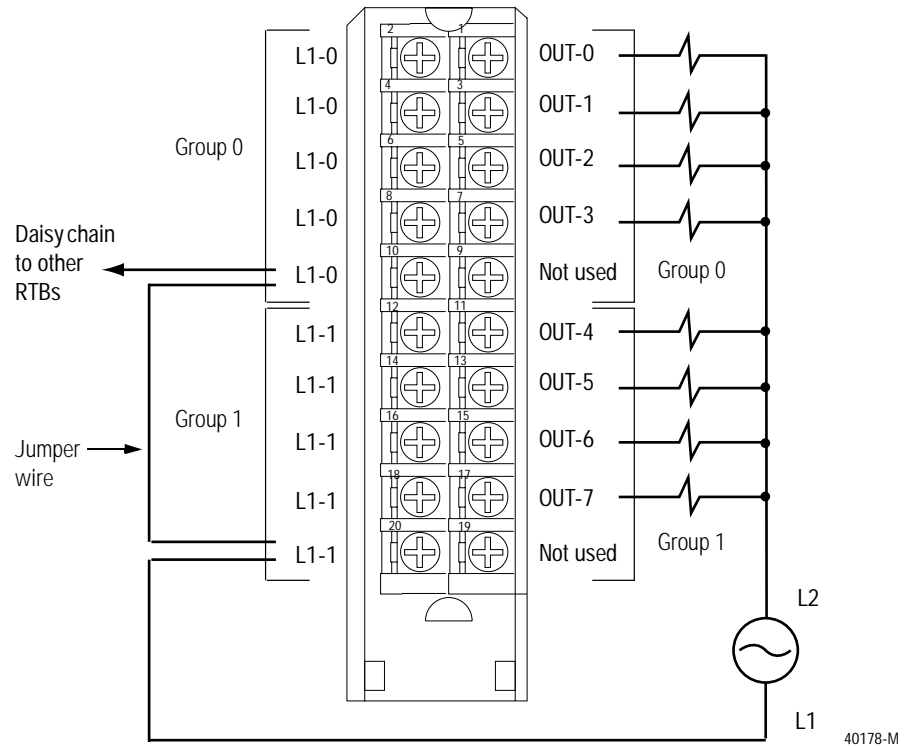 2 1
L1-0 OUT-0
4 3
L1-0 OUT-1
6 5
Group 0
L1-0 OUT-2
8 7
L1-0 OUT-3
Daisy chain
to other
RTBs
10 9
L1-0 Not used Group 0
12 11
L1-1 OUT-4
14 13
L1-1 OUT-5
Group 1
16 15
L1-1 OUT-6
Jumper
wire
18 17
L1-1 OUT-7
20 19
L1-1 Not used Group 1
L2
L1
40178-M